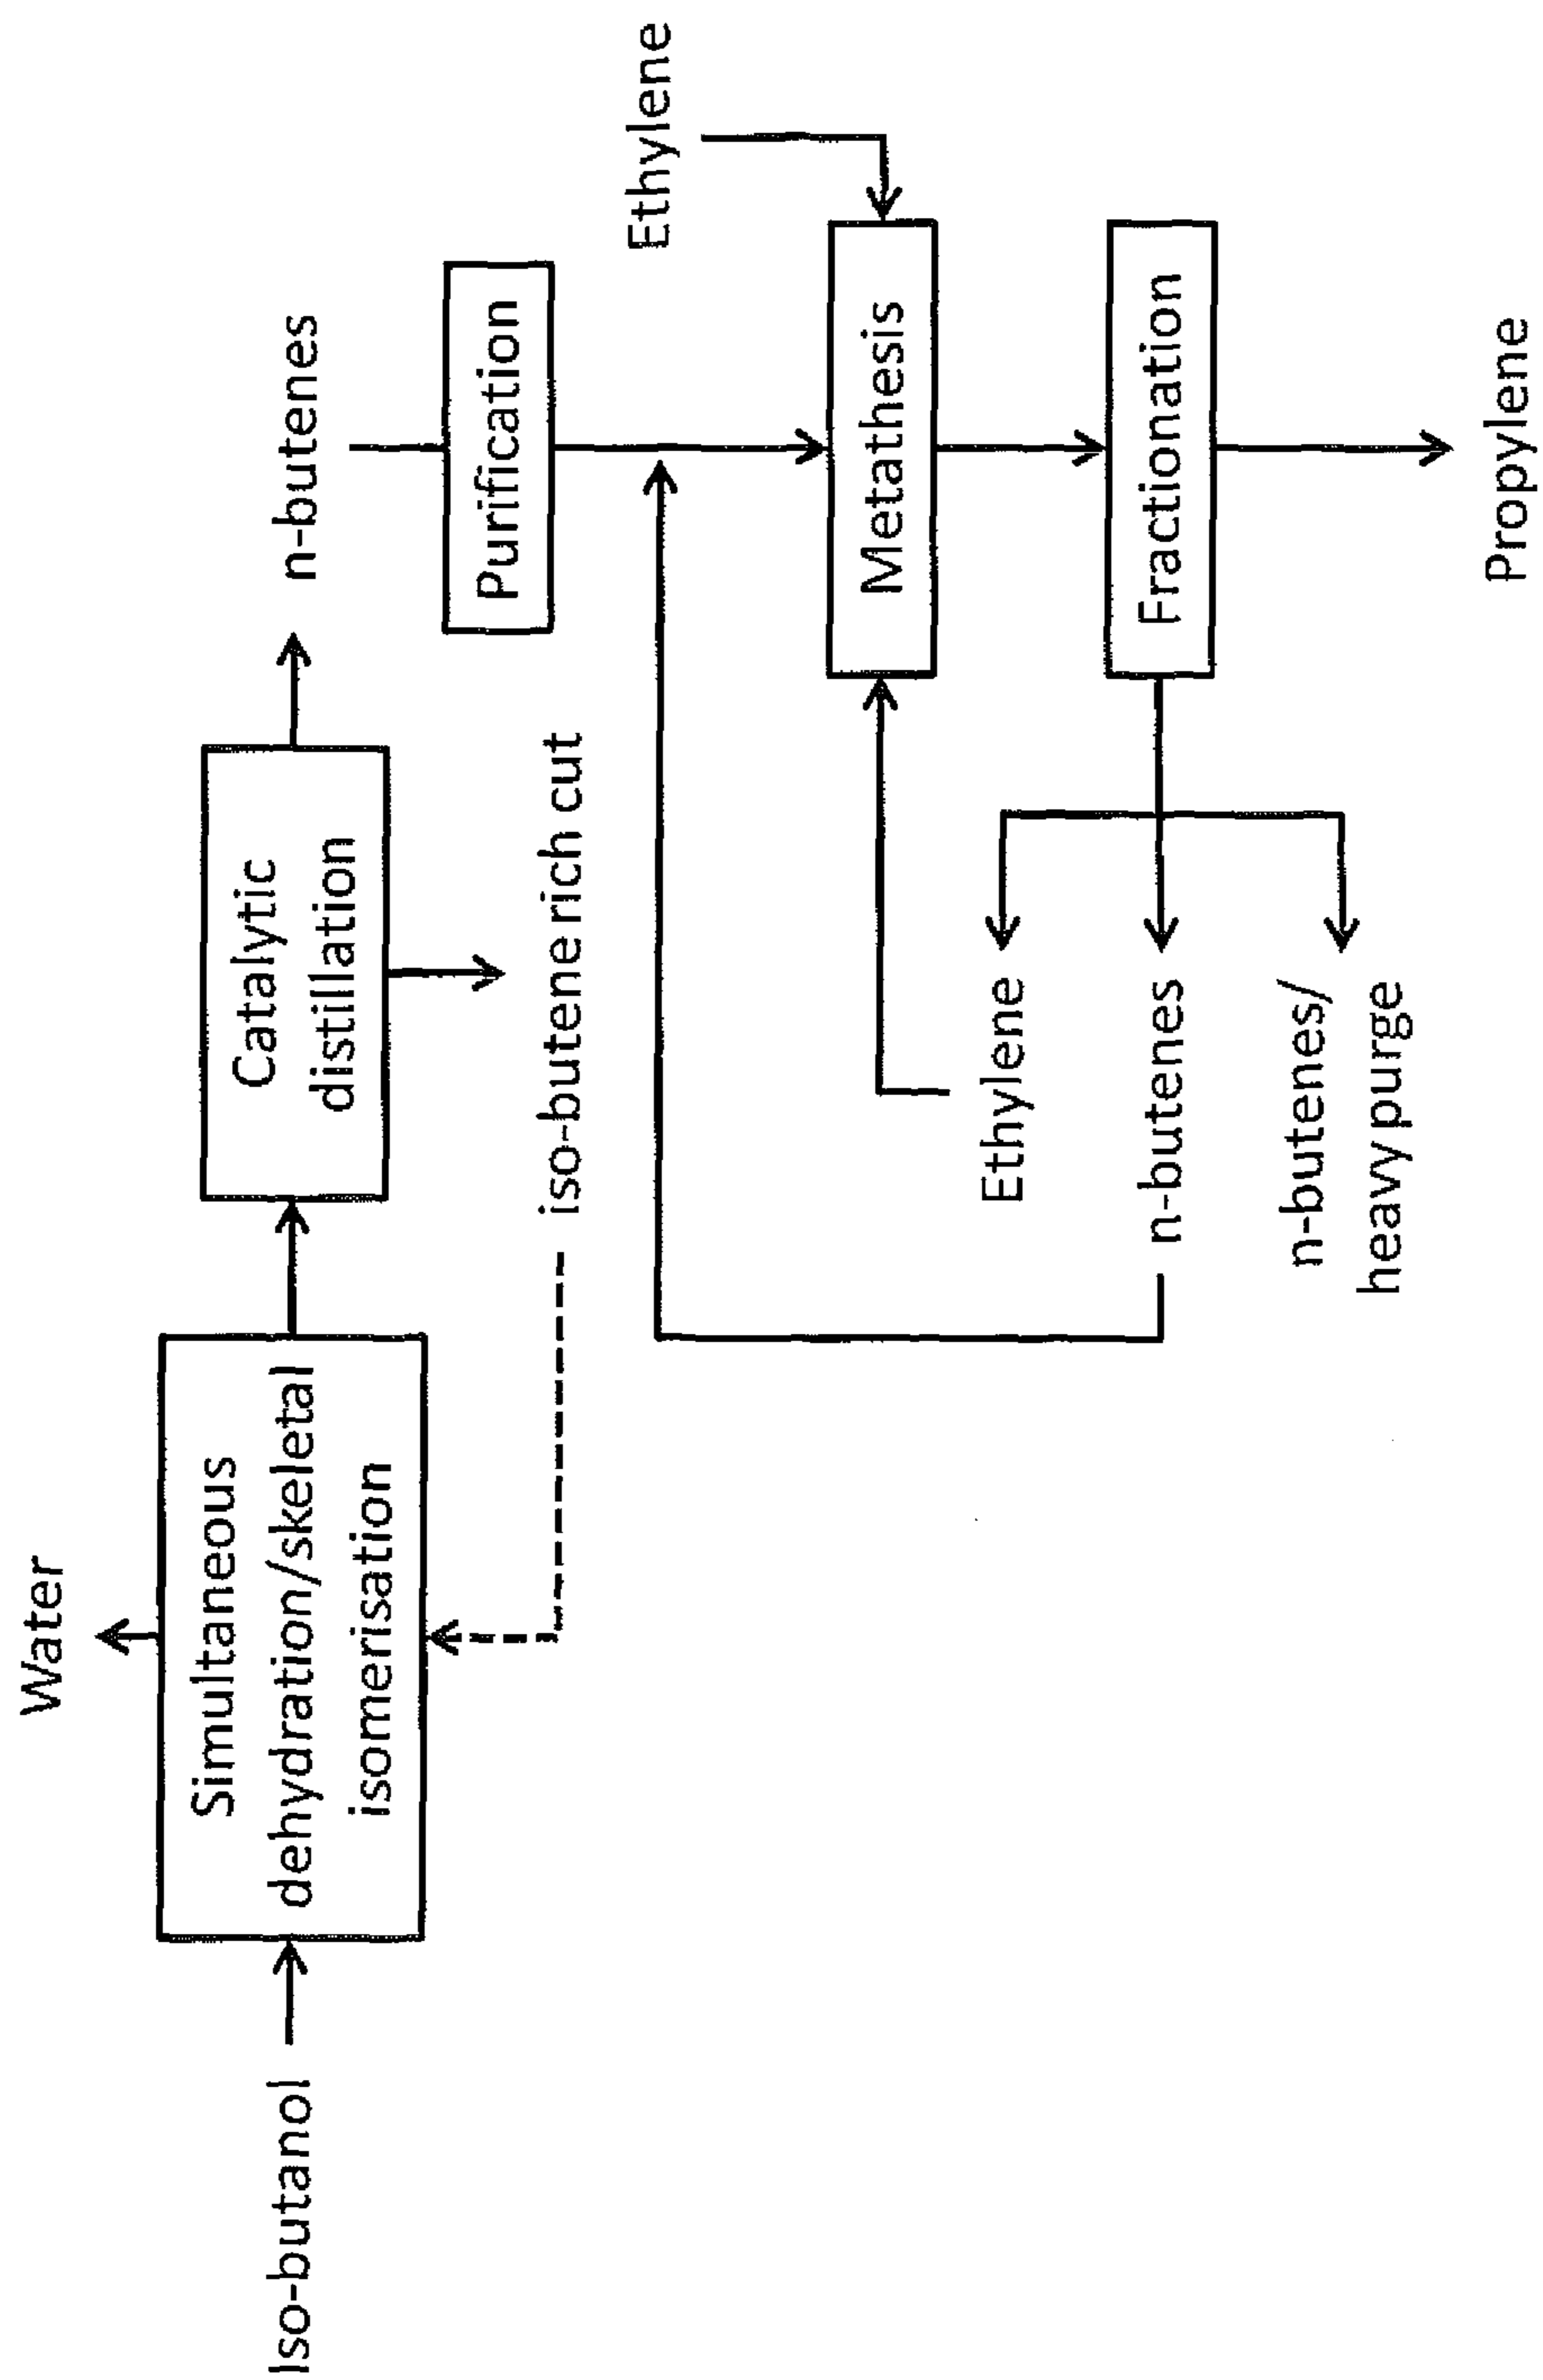 Water
Iso-butanol
Simultaneous
dehydration/skeletal
isomerisation
Catalytic
distillation
n-butenes
iso-butene rich cut
Purification
Ethylene
Metathesis
Ethylene
n-butenes
n-butenes/
heavy purge
Fractionation
Propylene